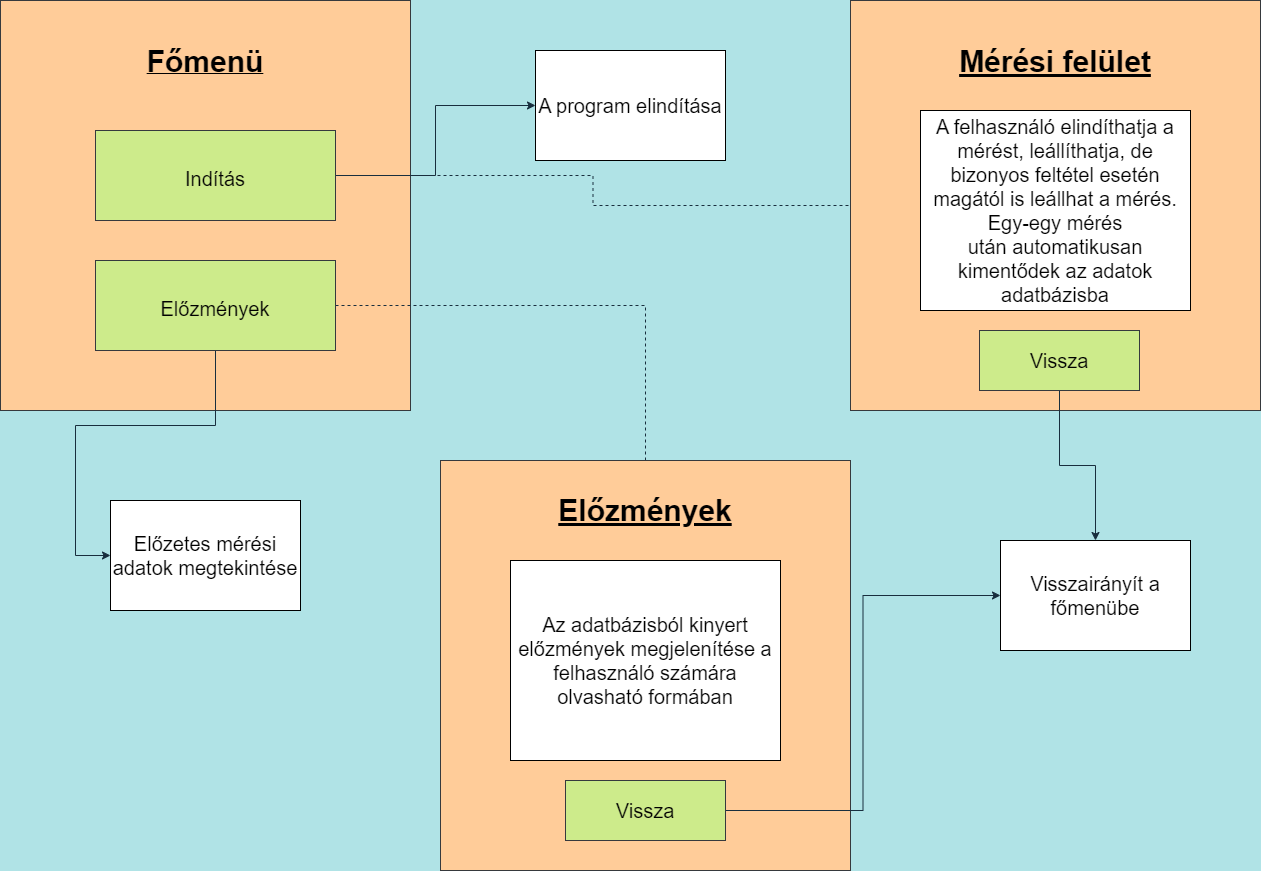 Főmenü
Indítás
Előzmények
A program elindítása
Mérési felület
A felhasználó elindíthatja a
mérést, leállíthatja, de
bizonyos feltétel esetén
magától is leállhat a mérés.
Egy-egy mérés
után automatikusan
kimentődek az adatok
adatbázisba
Vissza
Előzetes mérési
adatok megtekintése
Előzmények
Az adatbázisból kinyert
előzmények megjelenítése a
felhasználó számára
olvasható formában
Vissza
Visszairányít a
főmenübe